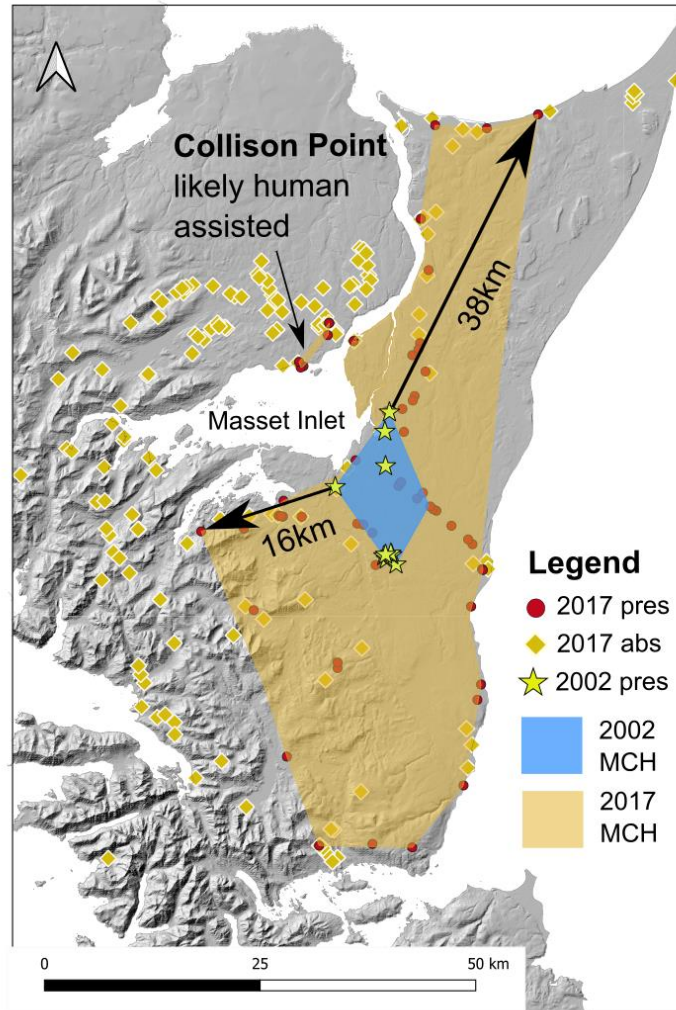 Collison Point
likely human
assisted
38km
Masset Inlet
16km
Legend
2017 pres
2017 abs
2002 pres
2002
MCH
2017
MCH
0 25 50 km